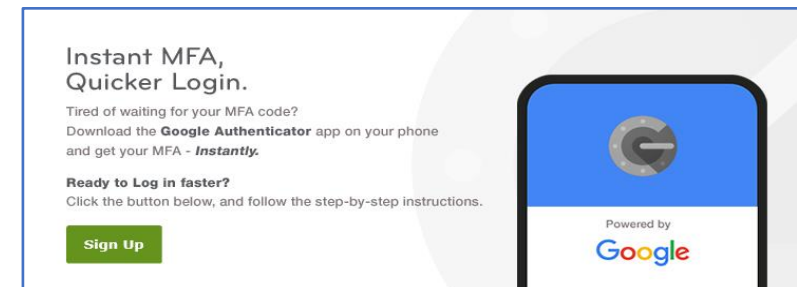 Instant MFA,
Quicker Login.
Tired of waiting for your MFA code?
Download the Google Authenticator app on your phone
and get your MFA - Instantly.
Ready to Log in faster?
Click the button below, and follow the step-by-step instructions.
Sign Up
Powered by
Google